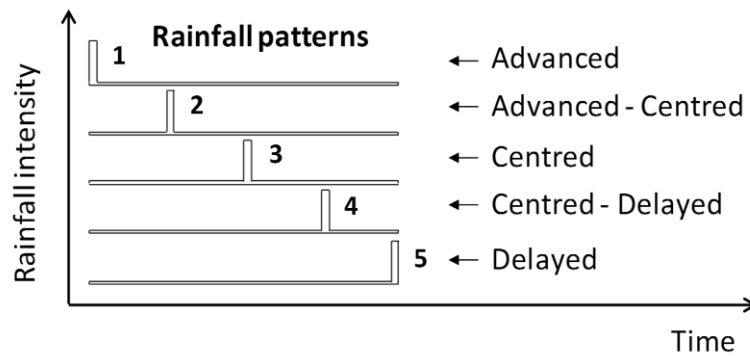 Rainfall patterns
1 ← Advanced
2 ← Advanced - Centred
3 ← Centred
4 ← Centred - Delayed
5 ← Delayed
Rainfall intensity
Time